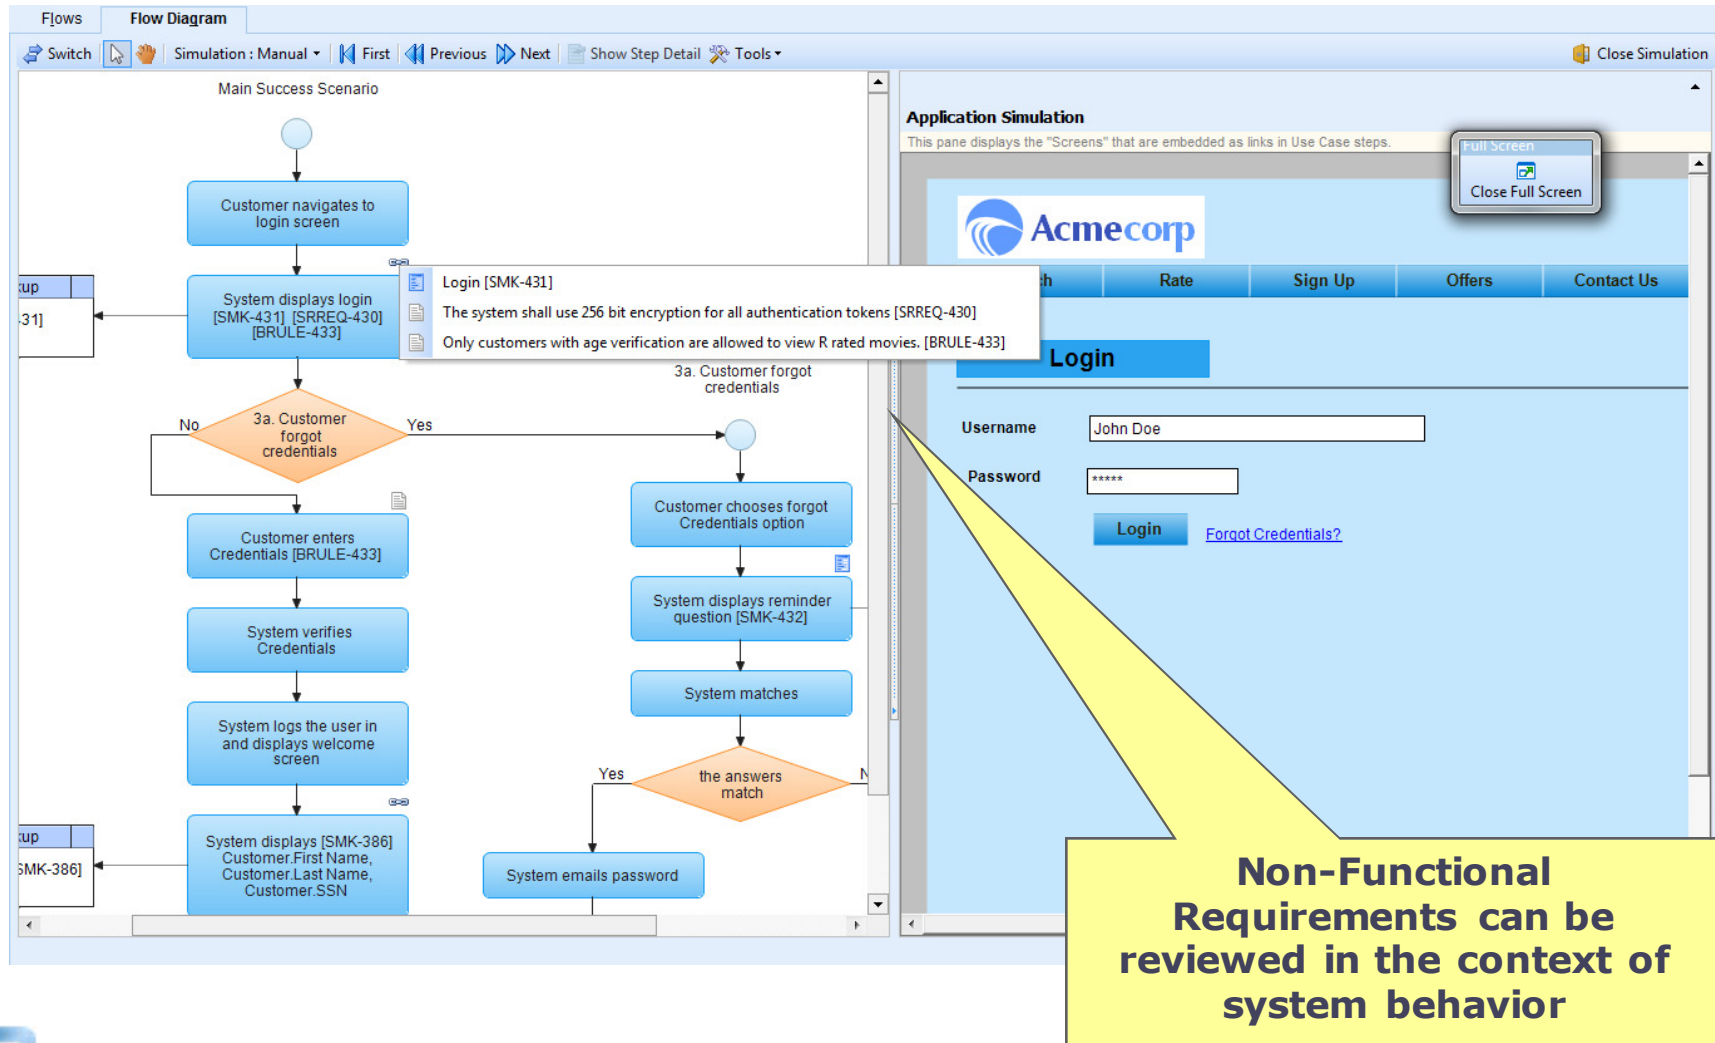 Flows
Flow Diagram
Switch
Simulation : Manual
First
Previous
Next
Show Step Detail
Tools
Close Simulation
Main Success Scenario
Customer navigates to
login screen
System displays login
[SMK-431] [SRREQ-430]
[BRULE-433]
Login [SMK-431]
The system shall use 256 bit encryption for all authentication tokens [SRREQ-430]
Only customers with age verification are allowed to view R rated movies. [BRULE-433]
3a. Customer
forgot
credentials
No
Yes
Customer enters
Credentials [BRULE-433]
System verifies
Credentials
System logs the user in
and displays welcome
screen
System displays [SMK-386]
Customer.First Name,
Customer.Last Name,
Customer.SSN
3a. Customer forgot
credentials
Customer chooses forgot
Credentials option
System displays reminder
question [SMK-432]
System matches
the answers
match
Yes
N
System emails password
kup
-31]
kup
SMK-386]
Application Simulation
This pane displays the "Screens" that are embedded as links in Use Case steps.
Full Screen
Close Full Screen
Acmecorp
Rate
Sign Up
Offers
Contact Us
Login
Username
John Doe
Password
*****
Login
Forgot Credentials?
Non-Functional
Requirements can be
reviewed in the context of
system behavior